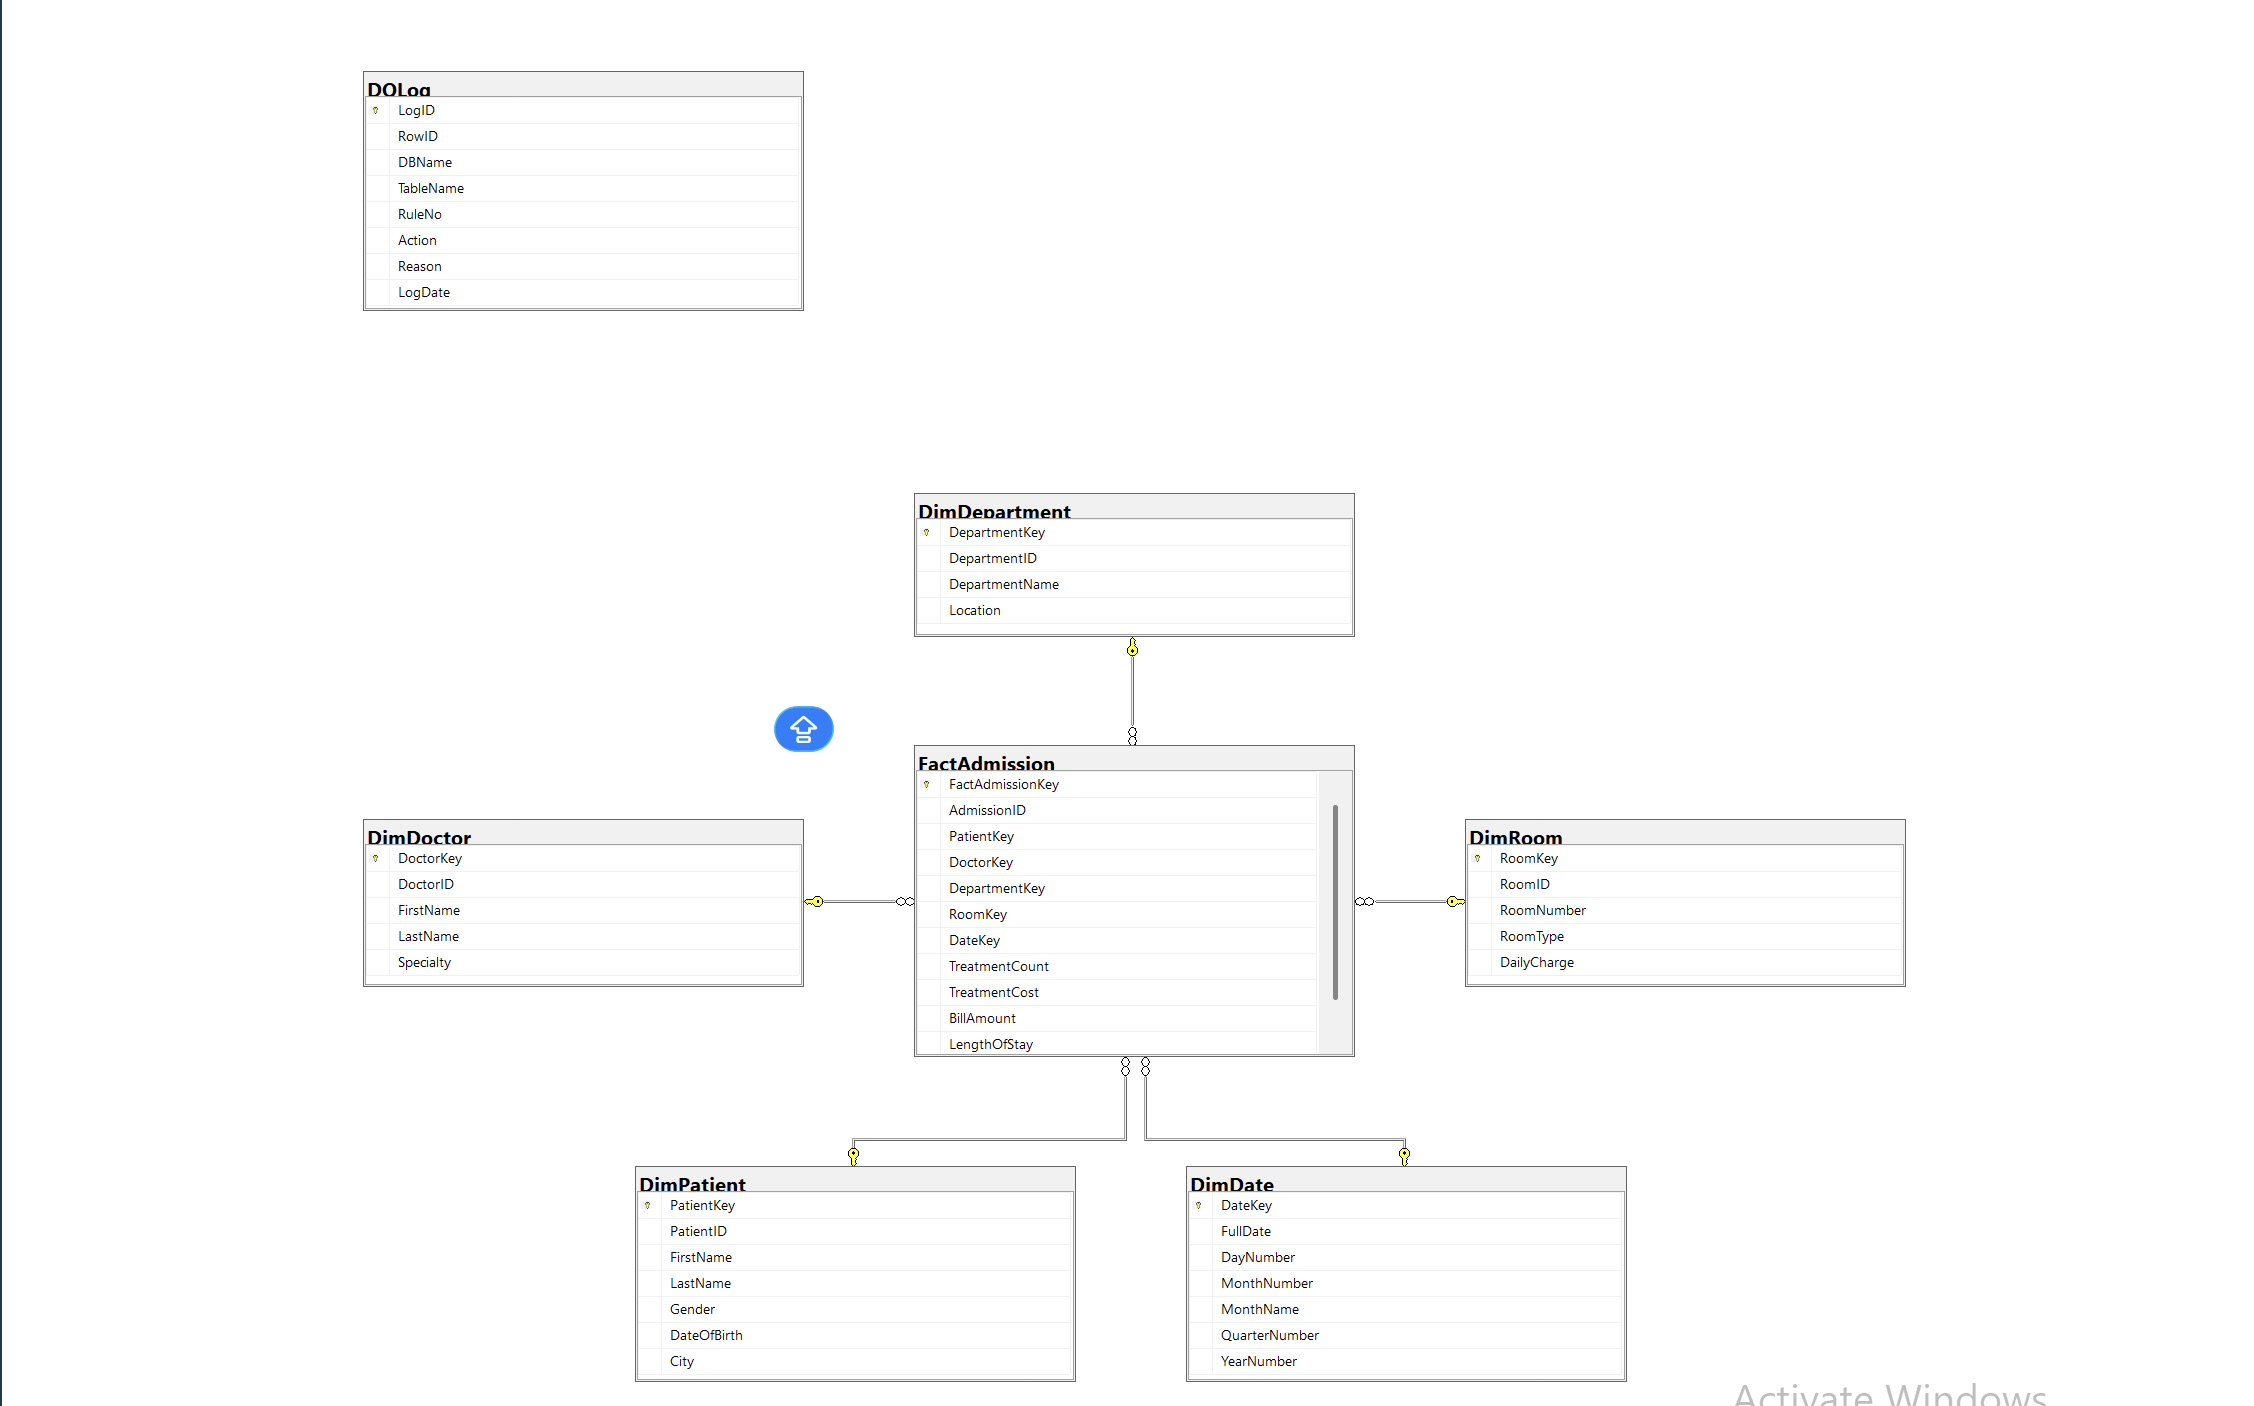 DQLog
LogID
RowID
DBName
TableName
RuleNo
Action
Reason
LogDate
DimDepartment
DepartmentKey
DepartmentID
DepartmentName
Location
FactAdmission
FactAdmissionKey
AdmissionID
PatientKey
DoctorKey
DepartmentKey
RoomKey
DateKey
TreatmentCount
TreatmentCost
BillAmount
LengthOfStay
DimDoctor
DoctorKey
DoctorID
FirstName
LastName
Specialty
DimRoom
RoomKey
RoomID
RoomNumber
RoomType
DailyCharge
DimPatient
PatientKey
PatientID
FirstName
LastName
Gender
DateOfBirth
City
DimDate
DateKey
FullDate
DayNumber
MonthNumber
MonthName
QuarterNumber
YearNumber
Activate Windows